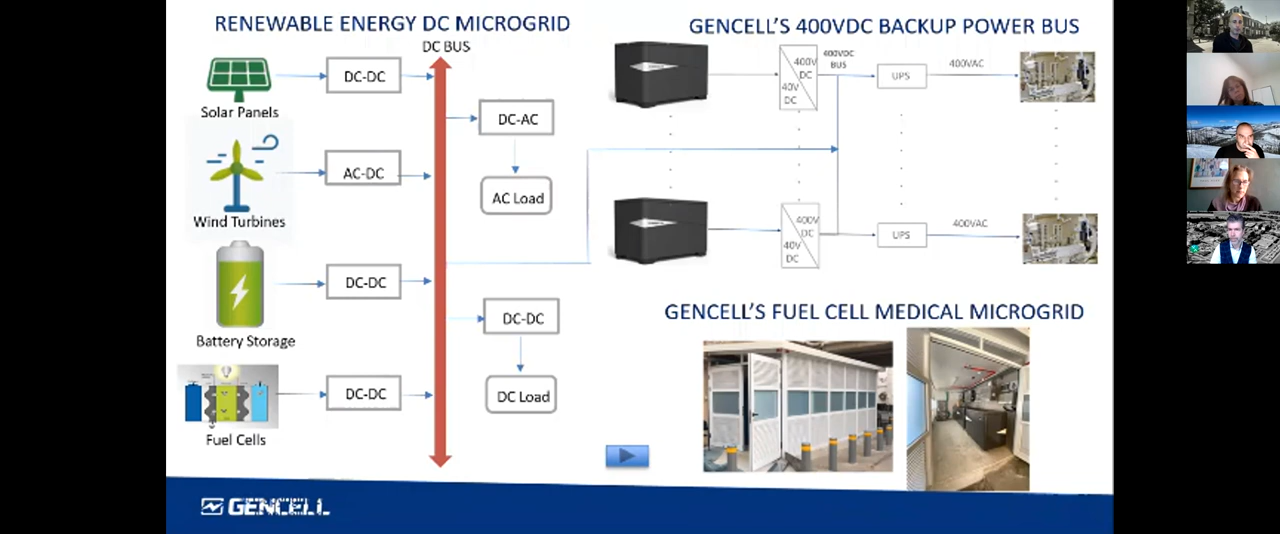 RENEWABLE ENERGY DC MICROGRID
DC BUS
Solar Panels
DC-DC
DC-AC
AC Load
Wind Turbines
AC-DC
Battery Storage
DC-DC
DC-DC
DC Load
Fuel Cells
DC-DC
GENCELL'S 400VDC BACKUP POWER BUS
400V
DC
40V
DC
400VDC
BUS
UPS
400VAC
400V
DC
40V
DC
UPS
400VAC
GENCELL'S FUEL CELL MEDICAL MICROGRID
GENCELL